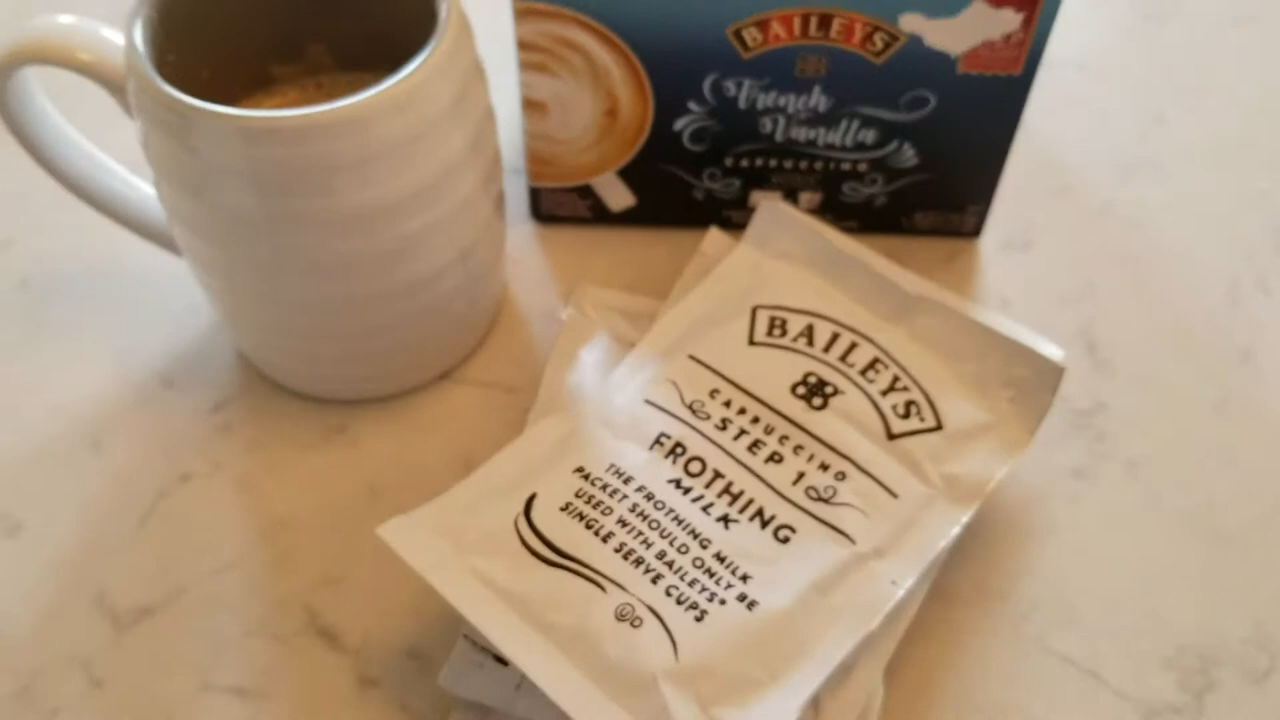 BAILEYS
French
Vanilla
CAPPUCCINO
BAILEYS
CAPPUCCINO
STEP 1
FROTHING
MILK
THE FROTHING MILK
PACKET SHOULD ONLY BE
USED WITH BAILEYS®
SINGLE SERVE CUPS
UD